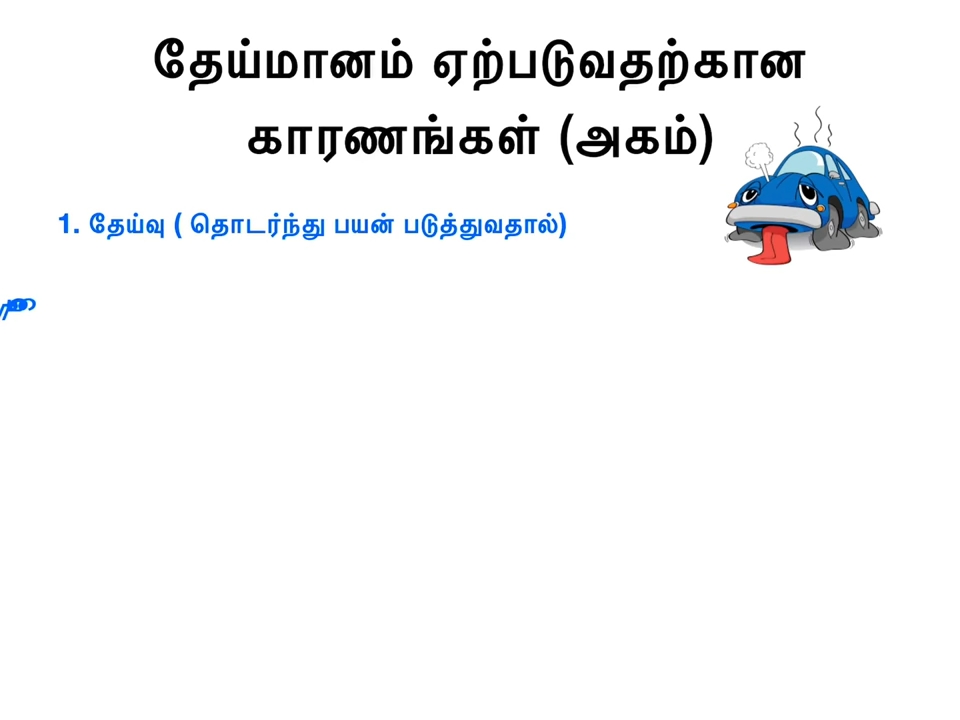 தேய்மானம் ஏற்படுவதற்கான
காரணங்கள் (அகம்)
1. தேய்வு ( தொடர்ந்து பயன் படுத்துவதால்)